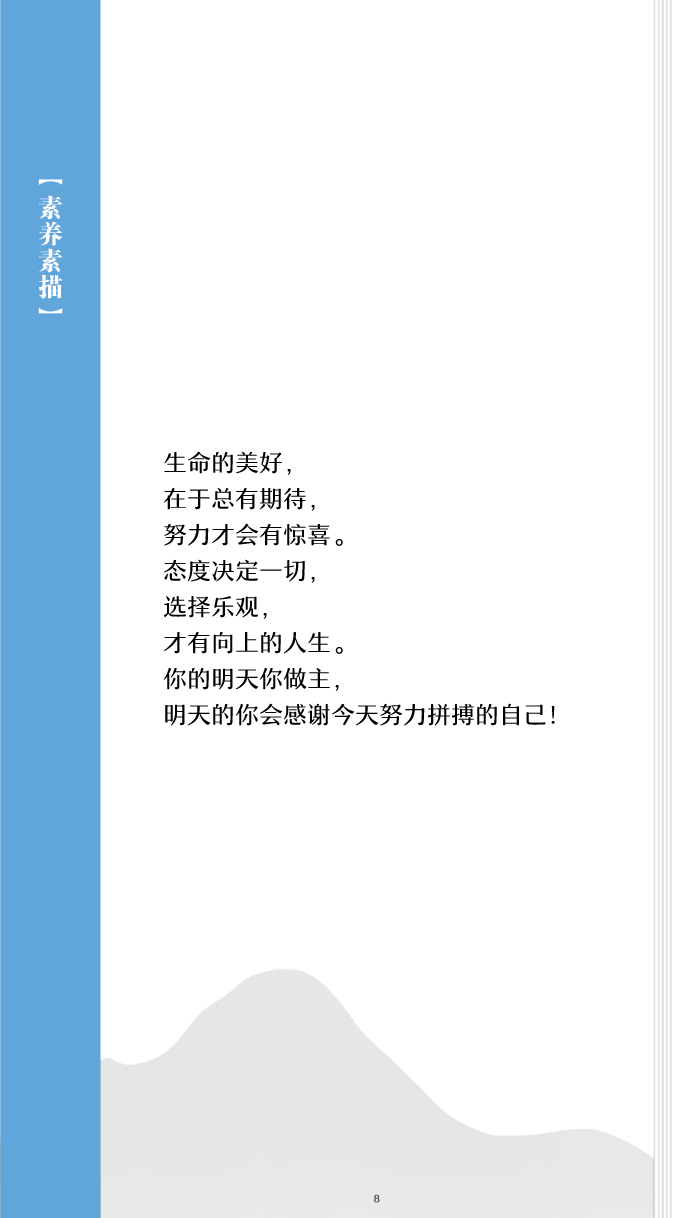 【素养素描】
生命的美好，
在于总有期待，
努力才会有惊喜。
态度决定一切，
选择乐观，
才有向上的人生。
你的明天你做主，
明天的你会感谢今天努力拼搏的自己！
8